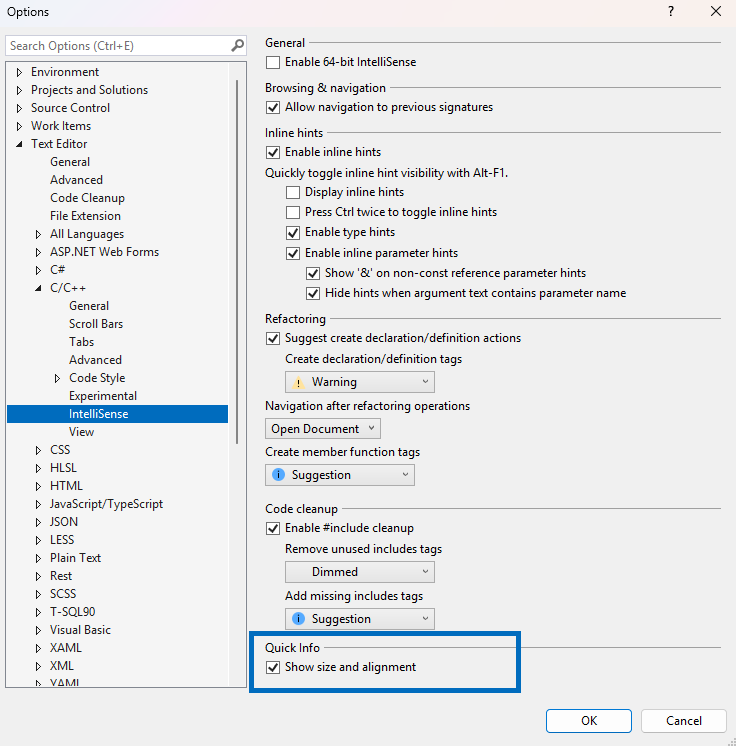 Options
?
Search Options (Ctrl+E)
Environment
Projects and Solutions
Source Control
Work Items
Text Editor
General
Advanced
Code Cleanup
File Extension
All Languages
ASP.NET Web Forms
C#
C/C++
General
Scroll Bars
Tabs
Advanced
Code Style
Experimental
IntelliSense
View
CSS
HLSL
HTML
JavaScript/TypeScript
JSON
LESS
Plain Text
Rest
SCSS
T-SQL90
Visual Basic
XAML
XML
YAML
General
Enable 64-bit IntelliSense
Browsing & navigation
Allow navigation to previous signatures
Inline hints
Enable inline hints
Quickly toggle inline hint visibility with Alt-F1.
Display inline hints
Press Ctrl twice to toggle inline hints
Enable type hints
Enable inline parameter hints
Show '&' on non-const reference parameter hints
Hide hints when argument text contains parameter name
Refactoring
Suggest create declaration/definition actions
Create declaration/definition tags
Warning
Navigation after refactoring operations
Open Document
Create member function tags
Suggestion
Code cleanup
Enable #include cleanup
Remove unused includes tags
Dimmed
Add missing includes tags
Suggestion
Quick Info
Show size and alignment
OK
Cancel